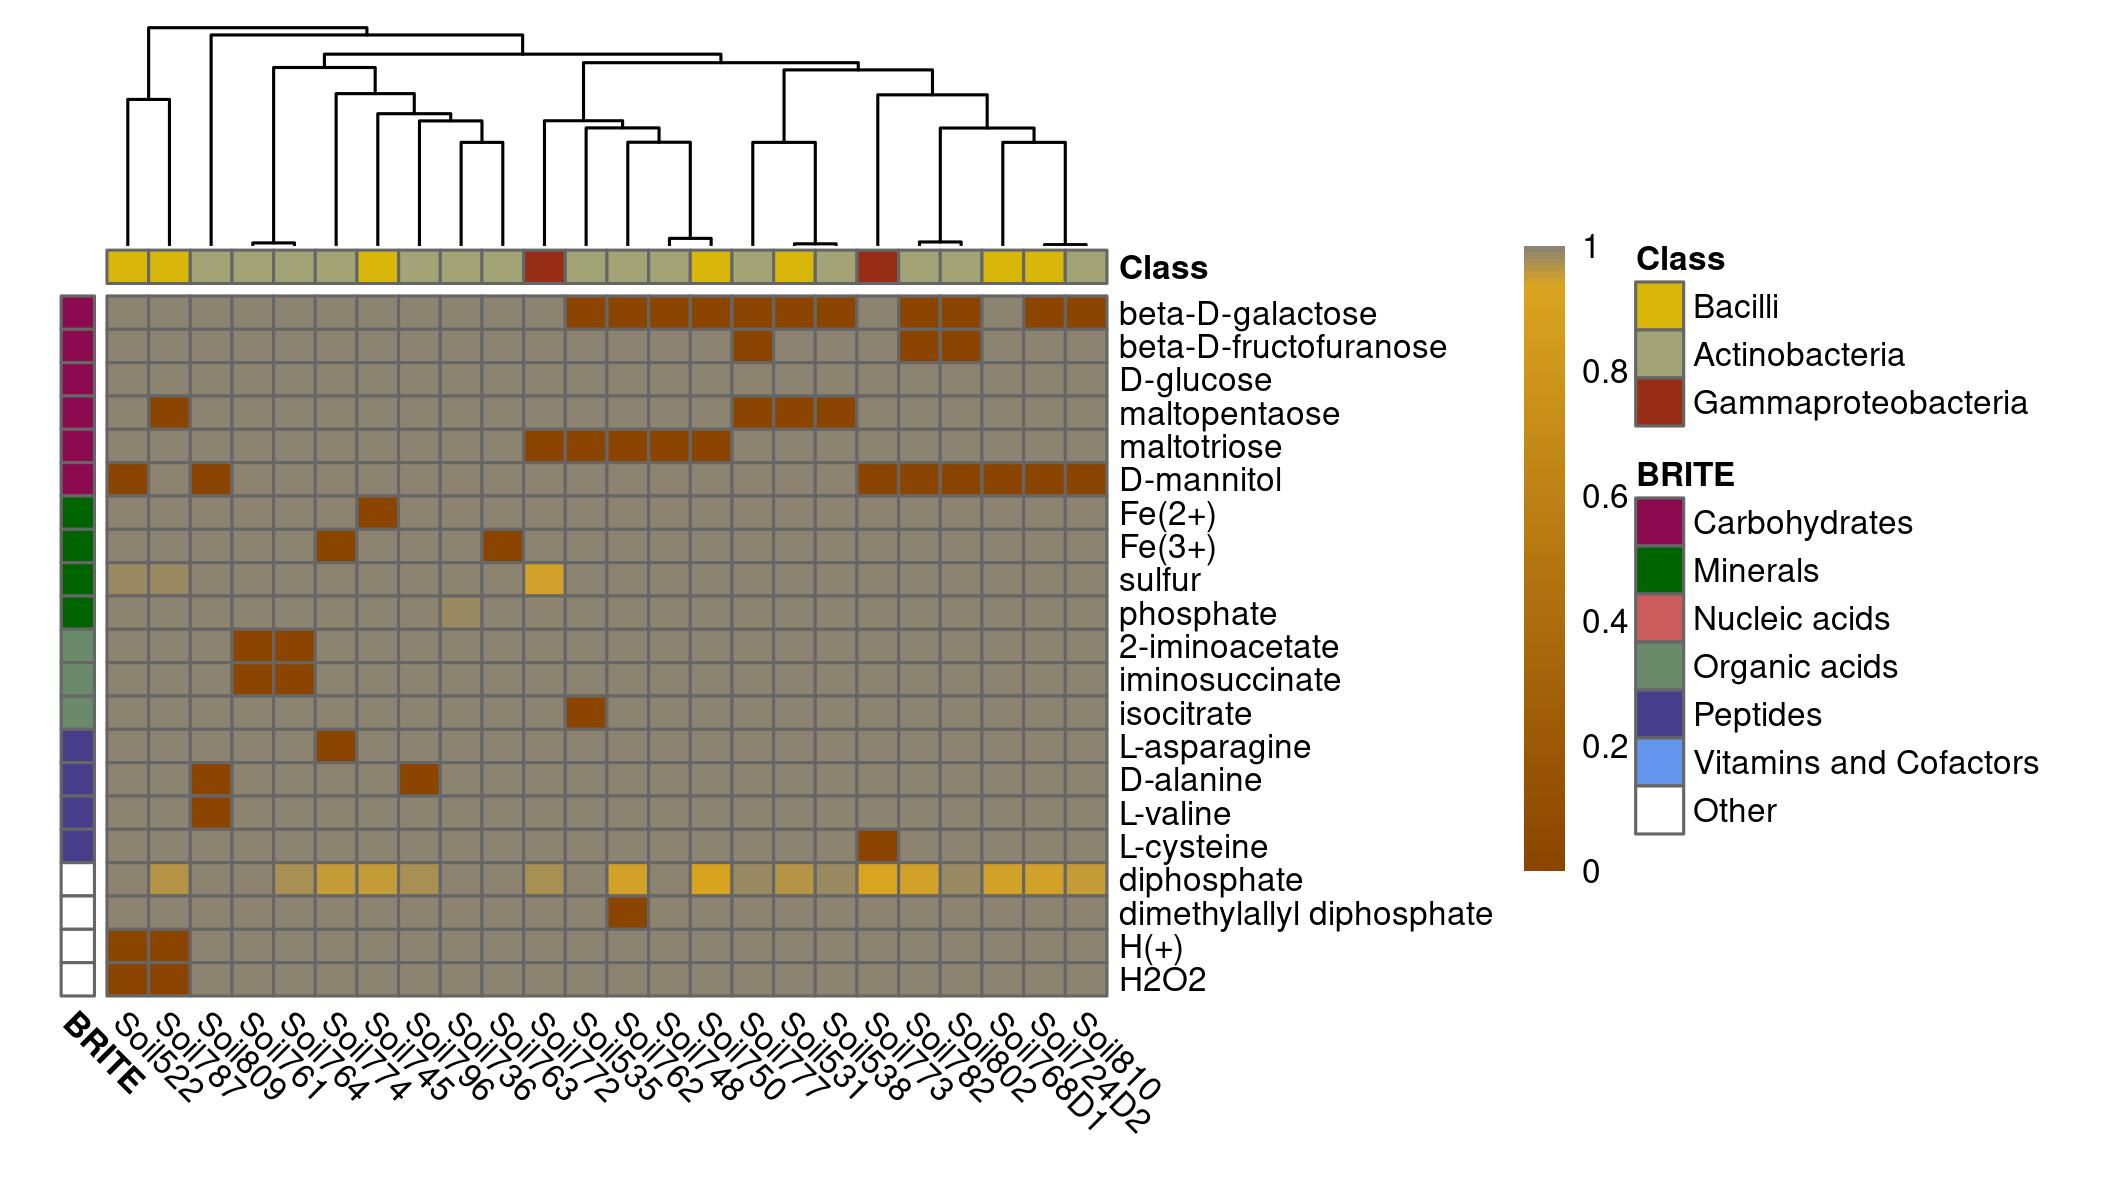 Class
beta-D-galactose
beta-D-fructofuranose
D-glucose
maltopentaose
maltotriose
D-mannitol
Fe(2+)
Fe(3+)
sulfur
phosphate
2-iminoacetate
iminosuccinate
isocitrate
L-asparagine
D-alanine
L-valine
L-cysteine
diphosphate
dimethylallyl diphosphate
H(+)
H2O2
BRITE
Soil522
Soil787
Soil809
Soil761
Soil764
Soil774
Soil745
Soil796
Soil736
Soil763
Soil772
Soil535
Soil762
Soil748
Soil750
Soil777
Soil531
Soil538
Soil773
Soil782
Soil802
Soil768D1
Soil724D2
Soil810
1
0.8
0.6
0.4
0.2
0
Class
Bacilli
Actinobacteria
Gammaproteobacteria
BRITE
Carbohydrates
Minerals
Nucleic acids
Organic acids
Peptides
Vitamins and Cofactors
Other